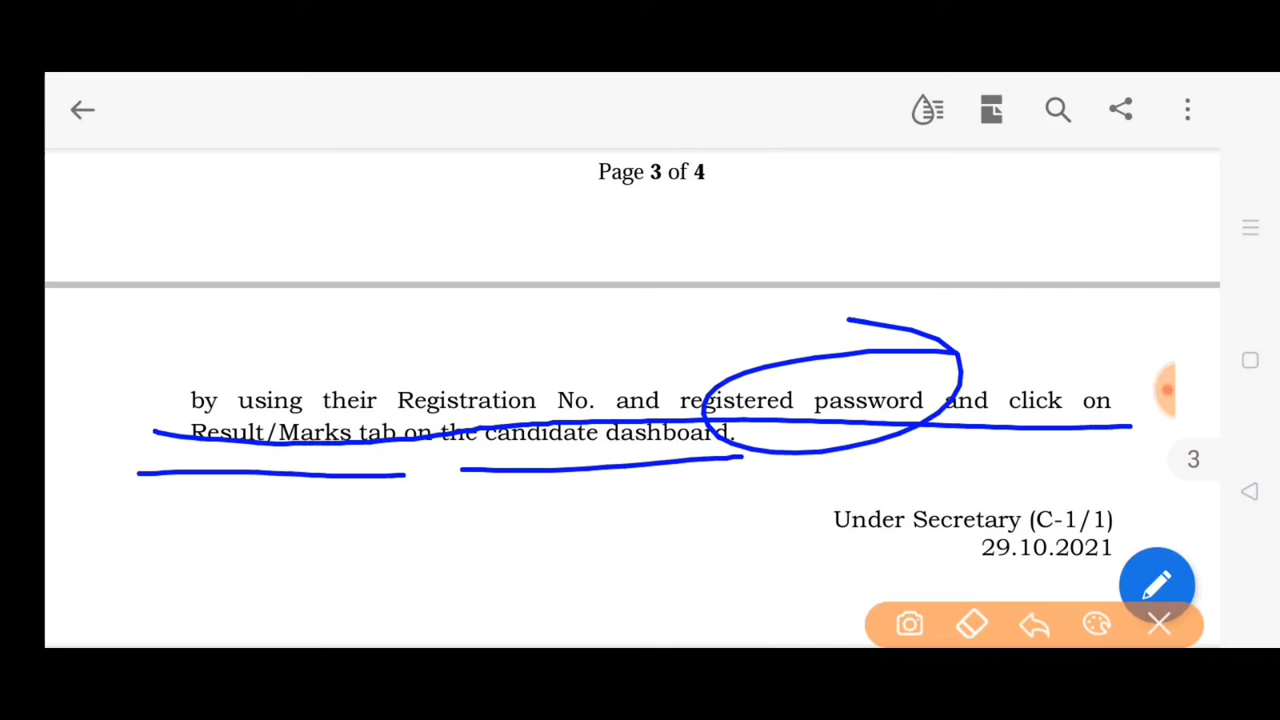 Page 3 of 4
by using their Registration No. and registered password and click on
Result/Marks tab on the candidate dashboard.
3
Under Secretary (C-1/1)
29.10.2021